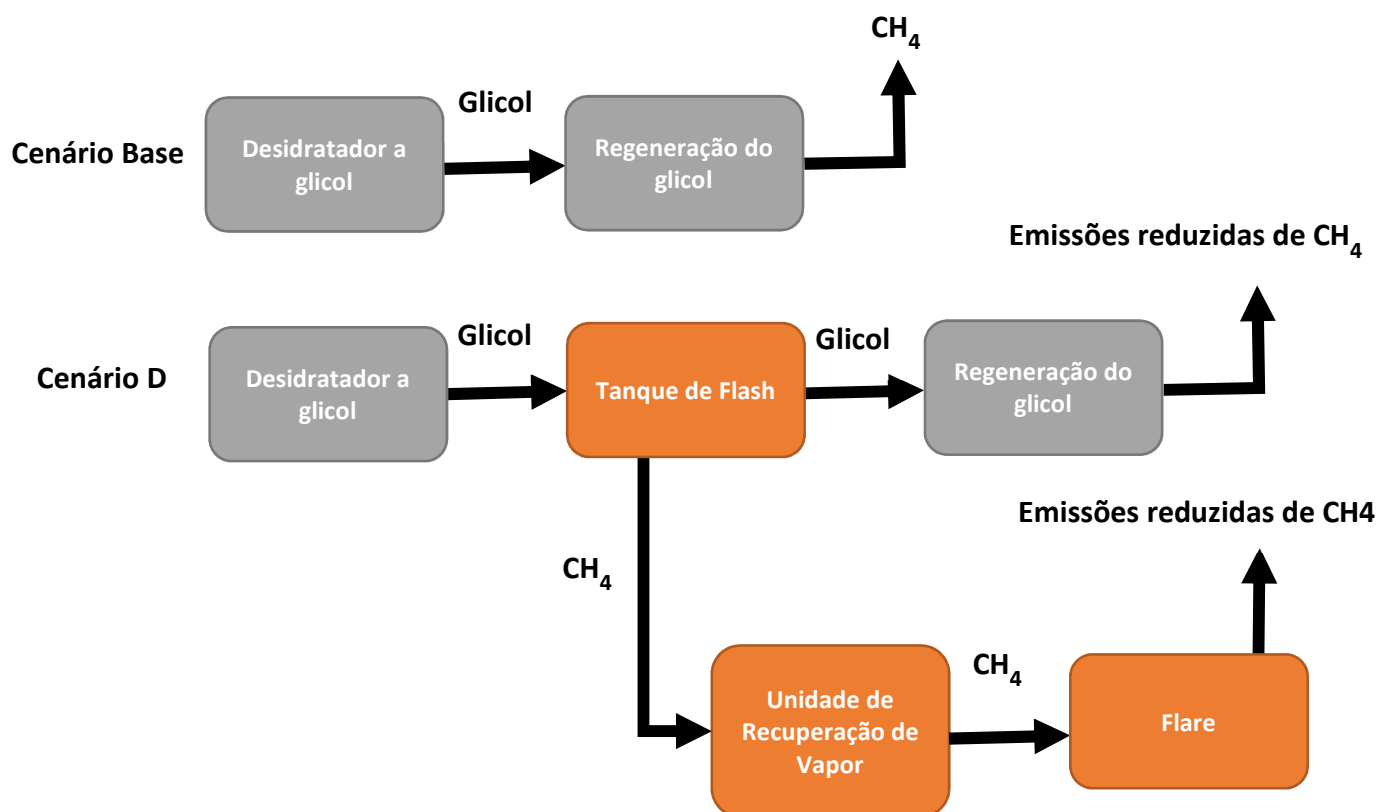 CH4
Glicol
Cenário Base
Desidratador a
glicol
Regeneração do
glicol
Emissões reduzidas de CH4
Cenário D
Glicol
Glicol
Desidratador a
glicol
Tanque de Flash
Regeneração do
glicol
Emissões reduzidas de CH4
CH4
CH4
Unidade de
Recuperação de
Vapor
Flare